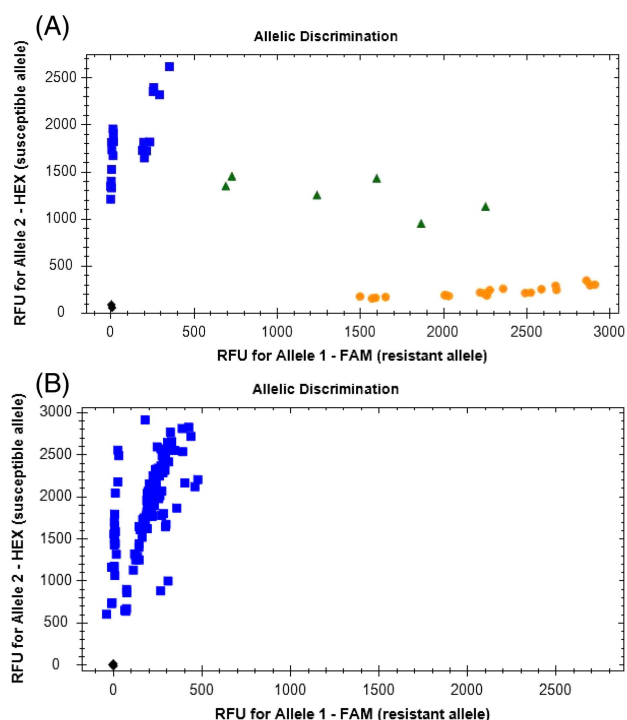 (A)
Allelic Discrimination
RFU for Allele 2 - HEX (susceptible allele)
2500
2000
1500
1000
500
0
0 500 1000 1500 2000 2500 3000
RFU for Allele 1 - FAM (resistant allele)
(B)
Allelic Discrimination
RFU for Allele 2 - HEX (susceptible allele)
3000
2500
2000
1500
1000
500
0
0 500 1000 1500 2000 2500
RFU for Allele 1 - FAM (resistant allele)